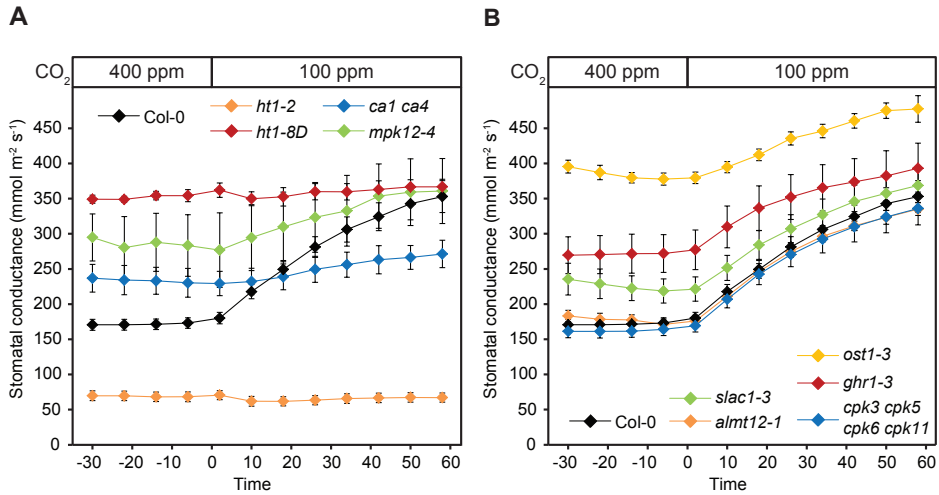 A
CO2
400 ppm
100 ppm
Col-0
ht1-2
ht1-8D
ca1 ca4
mpk12-4
Stomatal conductance (mmol m⁻² s⁻¹)
450
400
350
300
250
200
150
100
50
0
-30 -20 -10 0 10 20 30 40 50 60
Time
B
CO2
400 ppm
100 ppm
Stomatal conductance (mmol m⁻² s⁻¹)
450
400
350
300
250
200
150
100
50
0
ost1-3
ghr1-3
slac1-3
Col-0
almt12-1
cpk3 cpk5
cpk6 cpk11
-30 -20 -10 0 10 20 30 40 50 60
Time